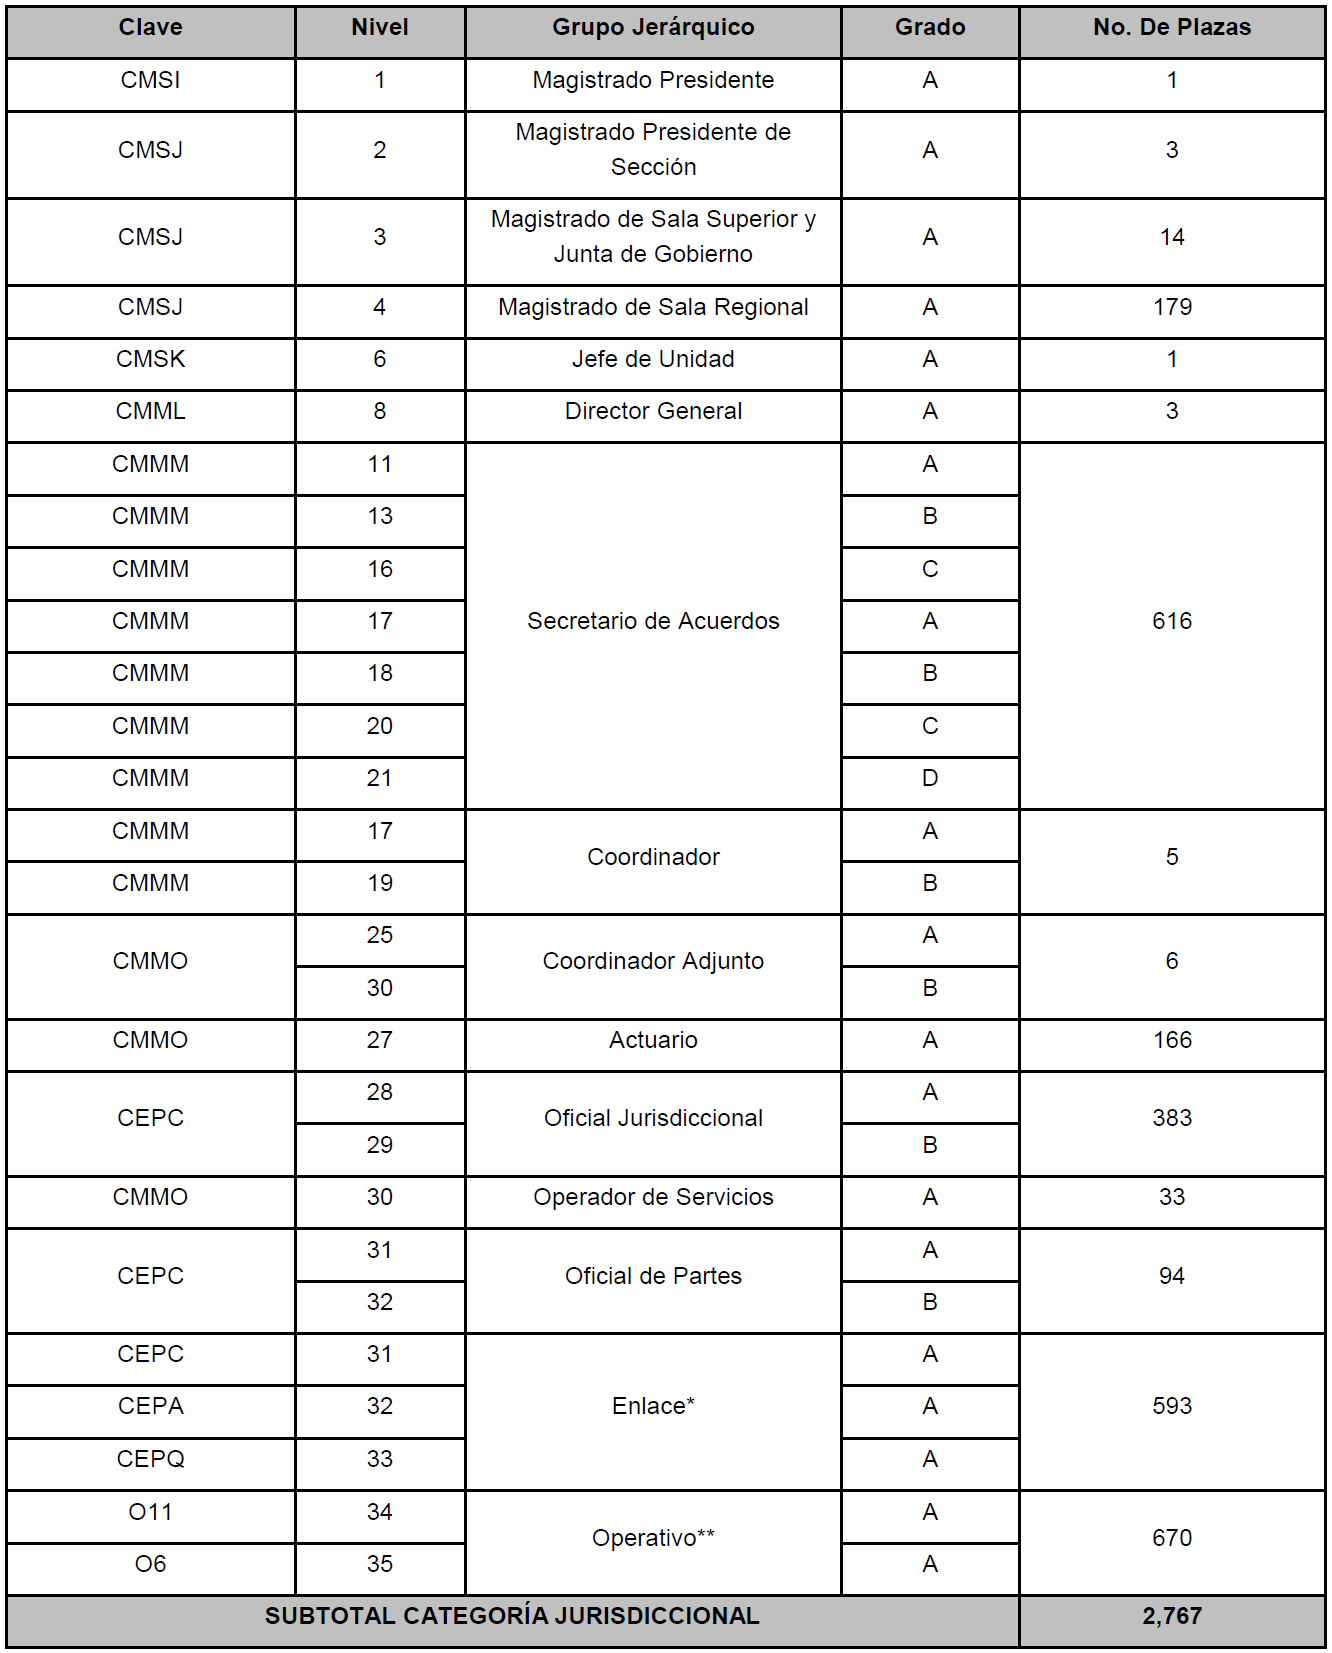 Clave Nivel Grupo Jerárquico Grado No. De Plazas
CMSI 1 Magistrado Presidente A 1
Magistrado Presidente de
CMSJ 2 A 3
Sección
Magistrado de Sala Superior y
CMSJ 3 A 14
Junta de Gobierno
CMSJ 4 Magistrado de Sala Regional A 179
CMSK 6 Jefe de Unidad A 1
CMML 8 Director General A 3
CMMM 11 A
CMMM 13 B
CMMM 16 C
CMMM 17 Secretario de Acuerdos A 616
CMMM 18 B
CMMM 20 C
CMMM 21 D
CMMM 17 A
Coordinador 5
CMMM 19 B
25 A
CMMO Coordinador Adjunto 6
30 B
CMMO 27 Actuario A 166
28 A
CEPC Oficial Jurisdiccional 383
29 B
CMMO 30 Operador de Servicios A 33
31 A
CEPC Oficial de Partes 94
32 B
CEPC 31 A
CEPA 32 Enlace* A 593
CEPQ 33 A
O11 34 A
Operativo** 670
O6 35 A
SUBTOTAL CATEGORÍA JURISDICCIONAL 2,767